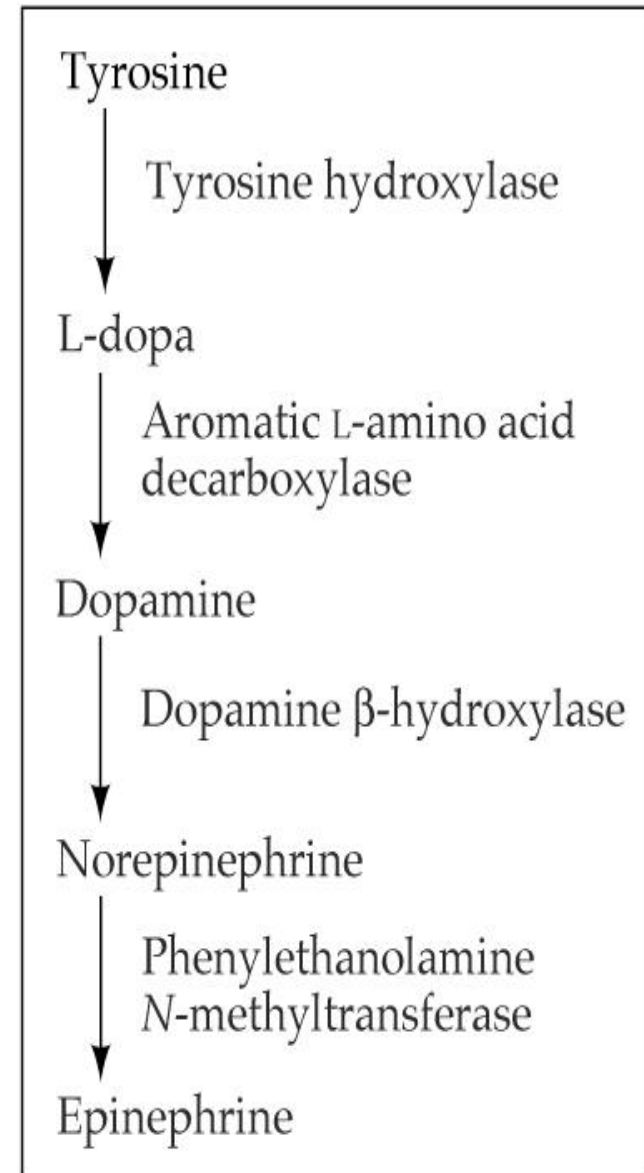 Tyrosine
Tyrosine hydroxylase
L-dopa
Aromatic L-amino acid
decarboxylase
Dopamine
Dopamine β-hydroxylase
Norepinephrine
Phenylethanolamine
N-methyltransferase
Epinephrine